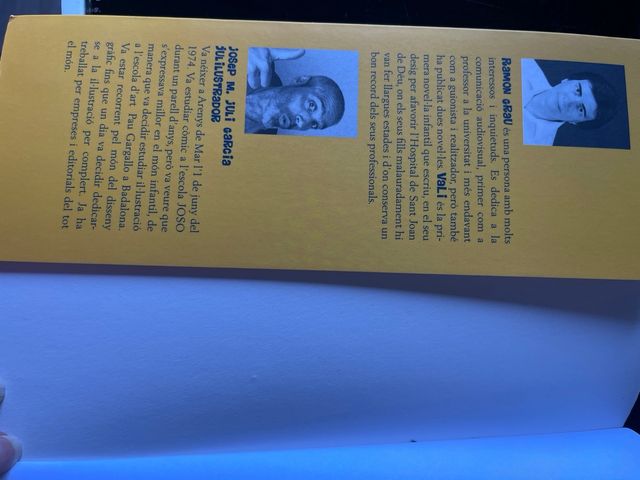 RAMON GRAU és una persona amb molts
interessos i inquietuds. Es dedica a la
comunicació audiovisual, primer com a
professor a la universitat i més endavant
com a guionista i realitzador, però també
ha publicat dues novel·les. VaLi és la pri-
mera novel·la infantil que escriu, en el seu
desig per afavorir l'Hospital de Sant Joan
de Deu, on els seus fills malauradament hi
van fer llargues estades i d'on conserva un
bon record dels seus professionals.
JOSEP M. JULI GARCIA
JULILUSTRADOR
Va néixer a Arenys de Mar l'1 de juny del
1974. Va estudiar còmic a l'escola JOSO
durant un parell d'anys, però va veure que
s'expressava millor en el món infantil, de
manera que va decidir estudiar il·lustració
a l'escola d'art Pau Gargallo a Badalona.
Va estar recorrent pel món del disseny
gràfic fins que un dia va decidir dedicar-
se a la il·lustració per complert. Ja ha
treballat per empreses i editorials del tot
el món.